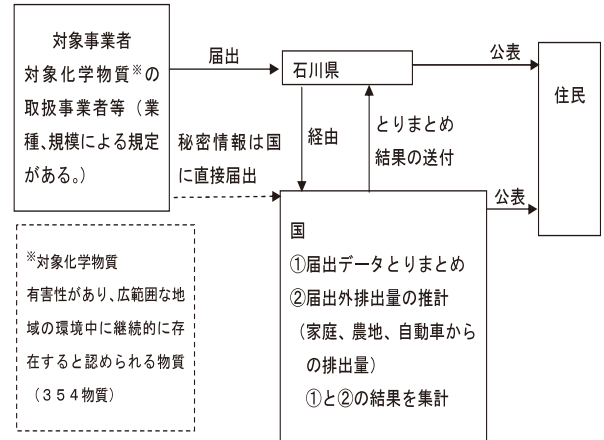 対象事業者
対象化学物質※の
取扱事業者等（業
種、規模による規定
がある。）
届出
石川県
公表
住民
秘密情報は国
に直接届出
経由
とりまとめ
結果の送付
公表
国
①届出データとりまとめ
②届出外排出量の推計
（家庭、農地、自動車から
の排出量）
①と②の結果を集計
※対象化学物質
有害性があり、広範囲な地
域の環境中に継続的に存
在すると認められる物質
（３５４物質）